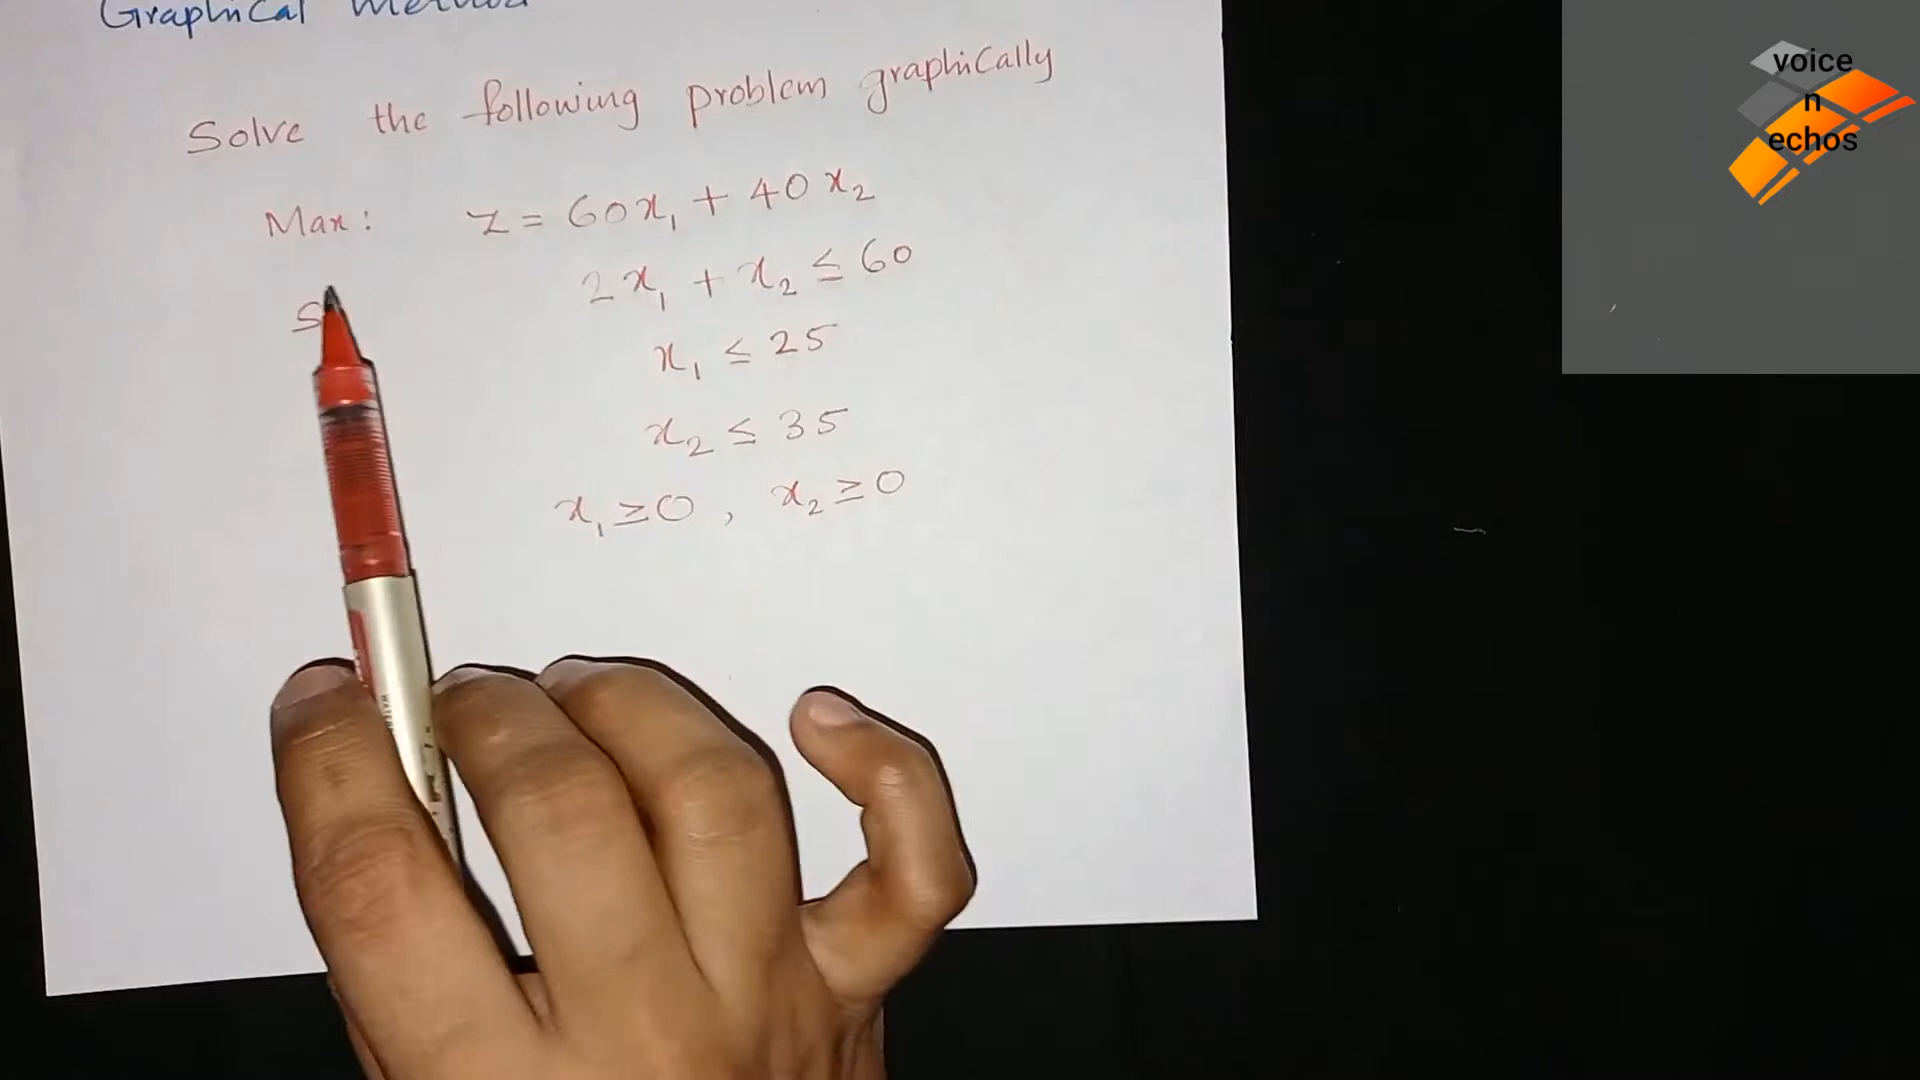 Graphical Method
Solve the following problem graphically
Max: Z = 60x₁ + 40x₂
2x₁ + x₂ ≤ 60
x₁ ≤ 25
x₂ ≤ 35
x₁ ≥ 0 , x₂ ≥ 0
voice
n
echos